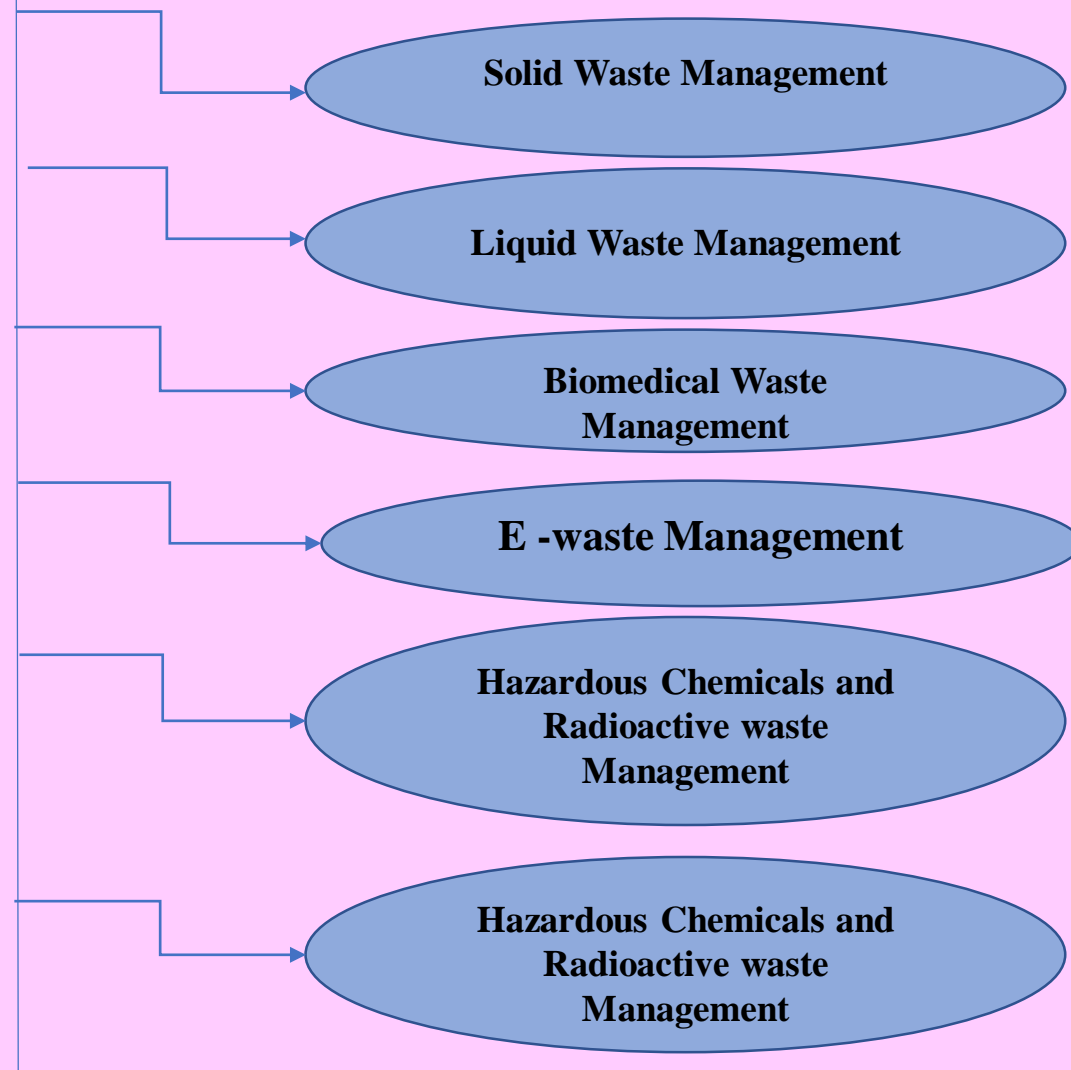 Solid Waste Management
Liquid Waste Management
Biomedical Waste
Management
E -waste Management
Hazardous Chemicals and
Radioactive waste
Management
Hazardous Chemicals and
Radioactive waste
Management